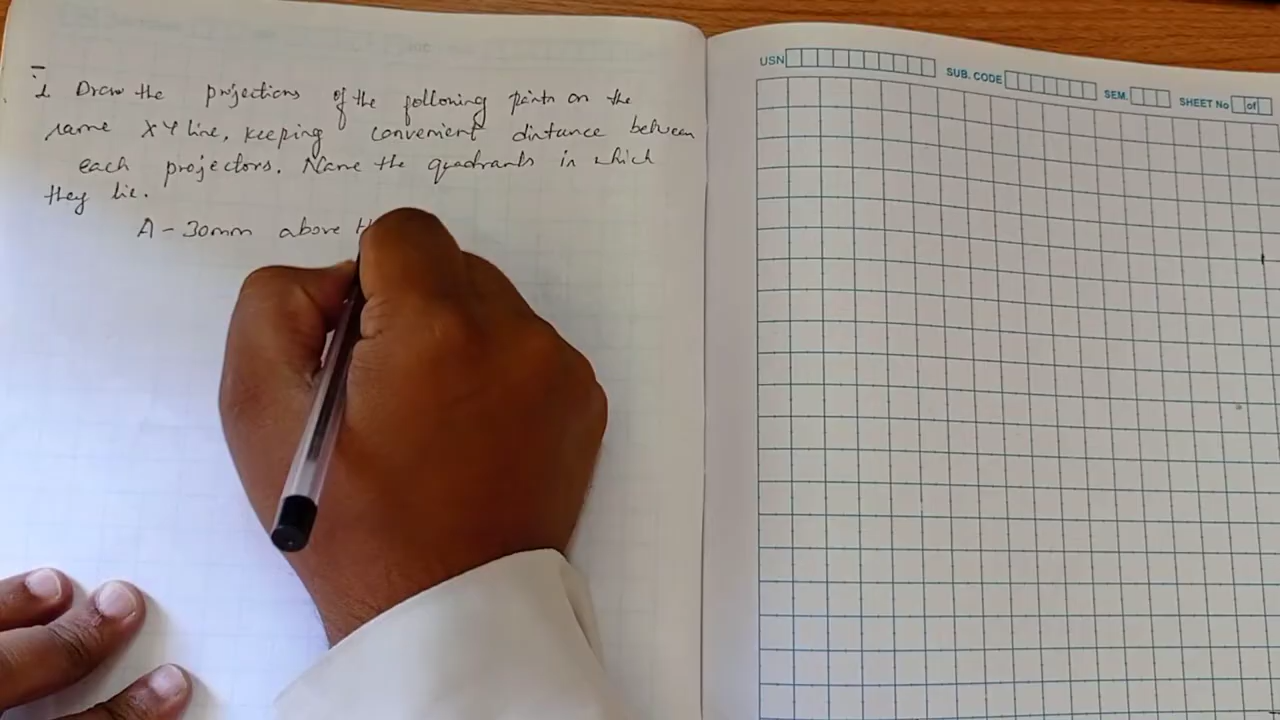 1. Draw the projections of the following points on the
same XY line, keeping convenient distance between
each projectors. Name the quadrants in which
they lie.
A - 30mm above
USN
SUB. CODE
SEM.
SHEET No of